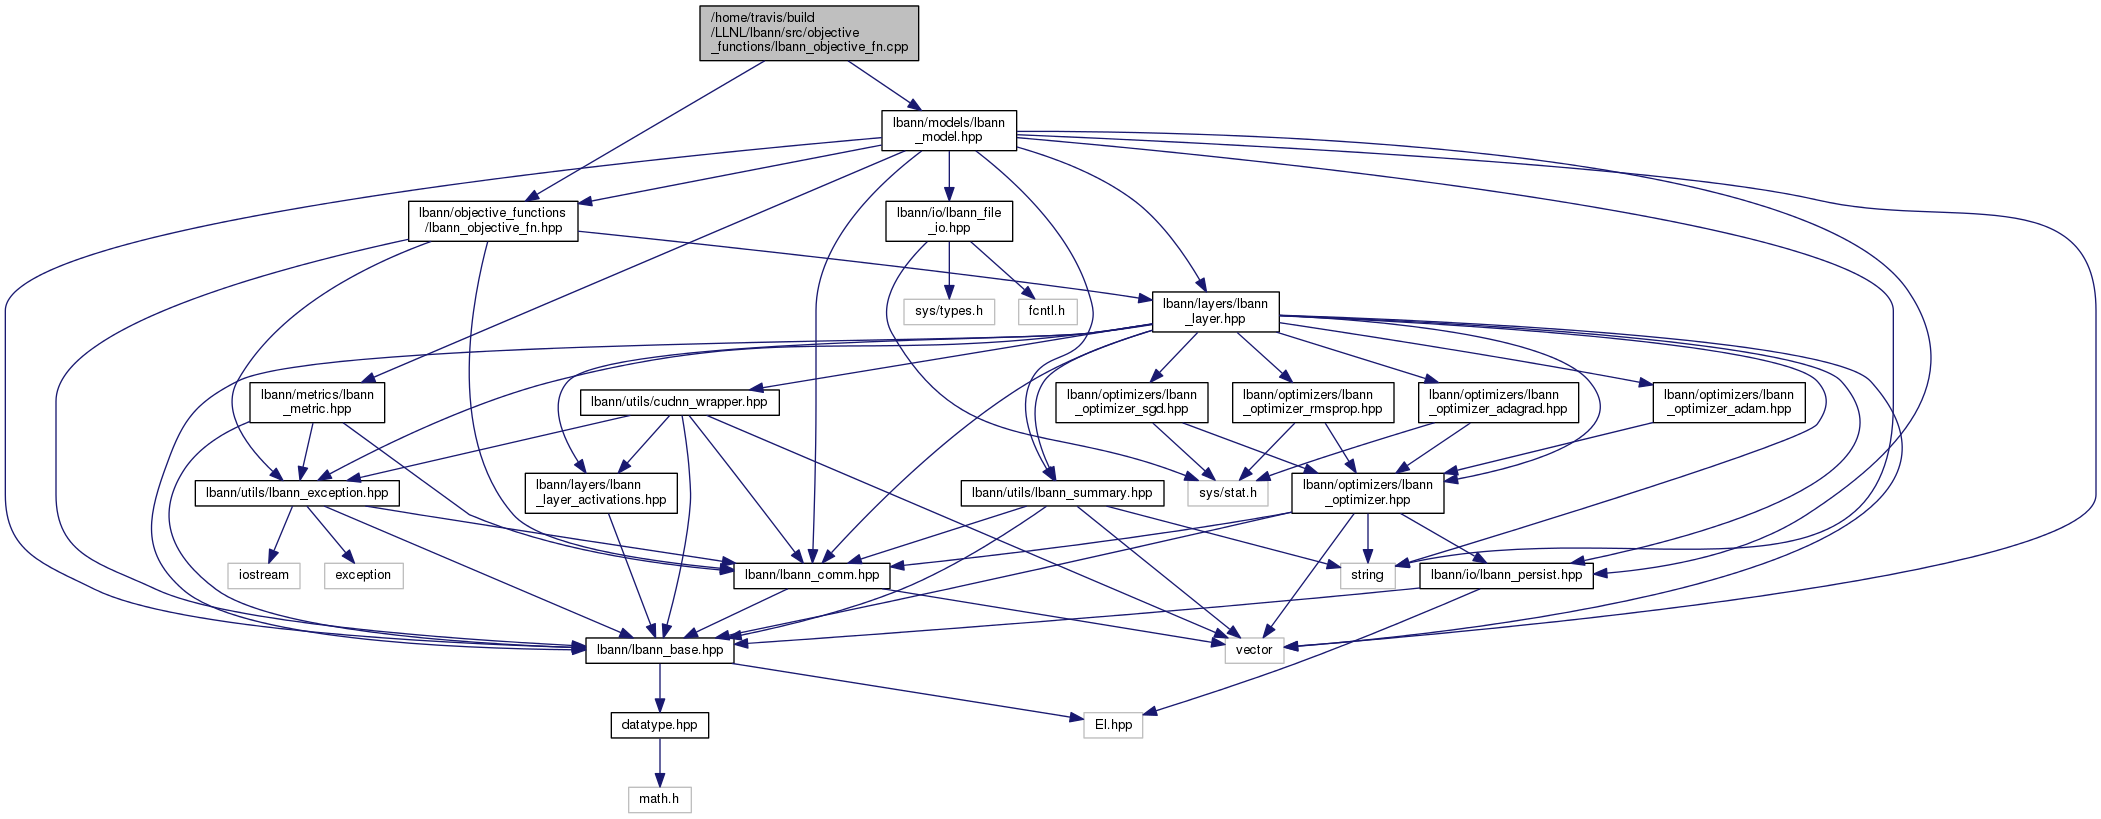 /home/travis/build
/LLNL/lbann/src/objective
_functions/lbann_objective_fn.cpp
lbann/models/lbann
_model.hpp
lbann/objective_functions
/lbann_objective_fn.hpp
lbann/io/lbann_file
_io.hpp
sys/types.h
fcntl.h
lbann/layers/lbann
_layer.hpp
lbann/metrics/lbann
_metric.hpp
lbann/utils/cudnn_wrapper.hpp
lbann/optimizers/lbann
_optimizer_sgd.hpp
lbann/optimizers/lbann
_optimizer_rmsprop.hpp
lbann/optimizers/lbann
_optimizer_adagrad.hpp
lbann/optimizers/lbann
_optimizer_adam.hpp
lbann/utils/lbann_exception.hpp
lbann/layers/lbann
_layer_activations.hpp
lbann/utils/lbann_summary.hpp
sys/stat.h
lbann/optimizers/lbann
_optimizer.hpp
iostream
exception
lbann/lbann_comm.hpp
string
lbann/io/lbann_persist.hpp
lbann/lbann_base.hpp
vector
datatype.hpp
El.hpp
math.h